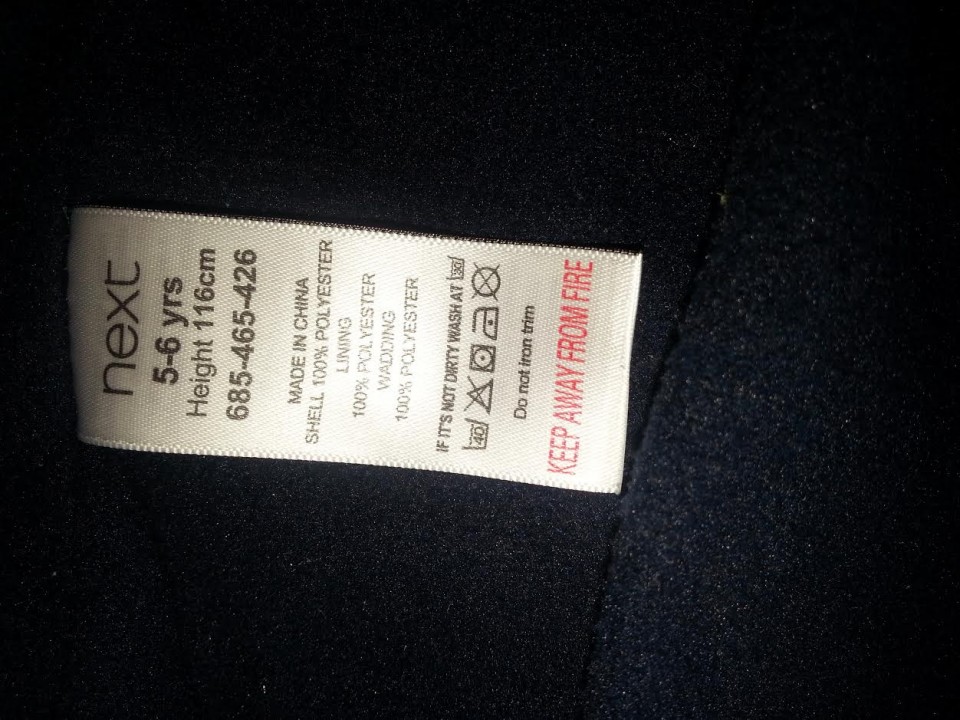 next
5-6 yrs
Height 116cm
685-465-426
MADE IN CHINA
SHELL 100% POLYESTER
LINING
100% POLYESTER
WADDING
100% POLYESTER
IF IT'S NOT DIRTY WASH AT 30
40
Do not iron trim
KEEP AWAY FROM FIRE